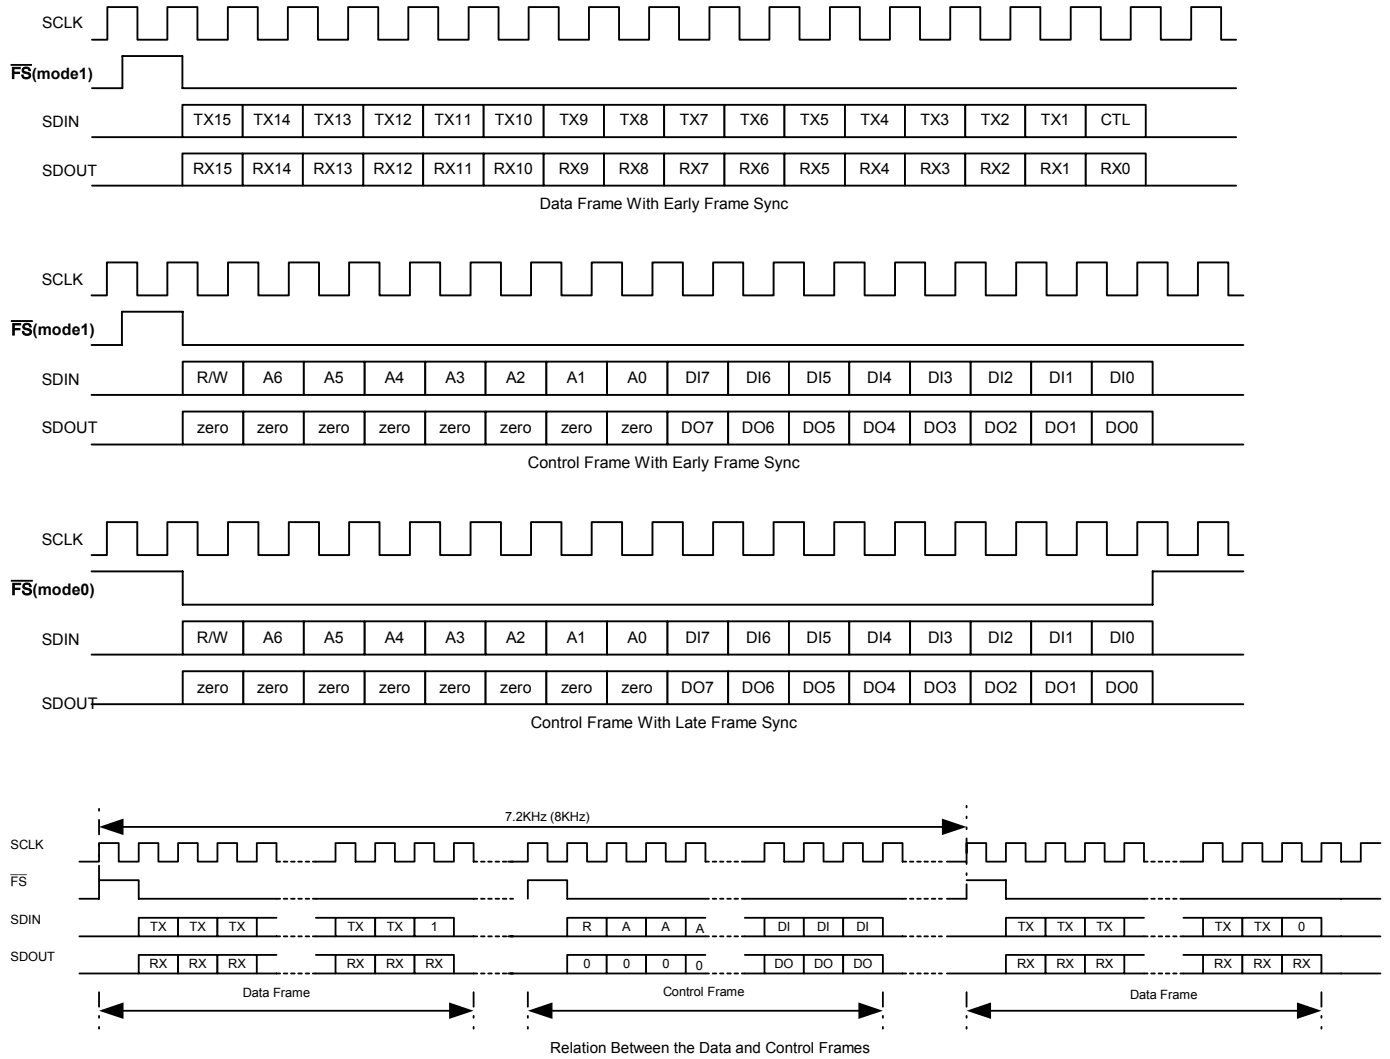 SCLK
FS(mode1)
SDIN TX15 TX14 TX13 TX12 TX11 TX10 TX9 TX8 TX7 TX6 TX5 TX4 TX3 TX2 TX1 CTL
SDOUT RX15 RX14 RX13 RX12 RX11 RX10 RX9 RX8 RX7 RX6 RX5 RX4 RX3 RX2 RX1 RX0
Data Frame With Early Frame Sync
SCLK
FS(mode1)
SDIN R/W A6 A5 A4 A3 A2 A1 A0 DI7 DI6 DI5 DI4 DI3 DI2 DI1 DI0
SDOUT zero zero zero zero zero zero zero zero DO7 DO6 DO5 DO4 DO3 DO2 DO1 DO0
Control Frame With Early Frame Sync
SCLK
FS(mode0)
SDIN R/W A6 A5 A4 A3 A2 A1 A0 DI7 DI6 DI5 DI4 DI3 DI2 DI1 DI0
SDOUT zero zero zero zero zero zero zero zero DO7 DO6 DO5 DO4 DO3 DO2 DO1 DO0
Control Frame With Late Frame Sync
7.2KHz (8KHz)
SCLK
FS
SDIN TX TX TX TX TX 1 R A A A DI DI DI TX TX TX TX TX 0
SDOUT RX RX RX RX RX RX 0 0 0 0 DO DO DO RX RX RX RX RX RX
Data Frame Control Frame Data Frame
Relation Between the Data and Control Frames